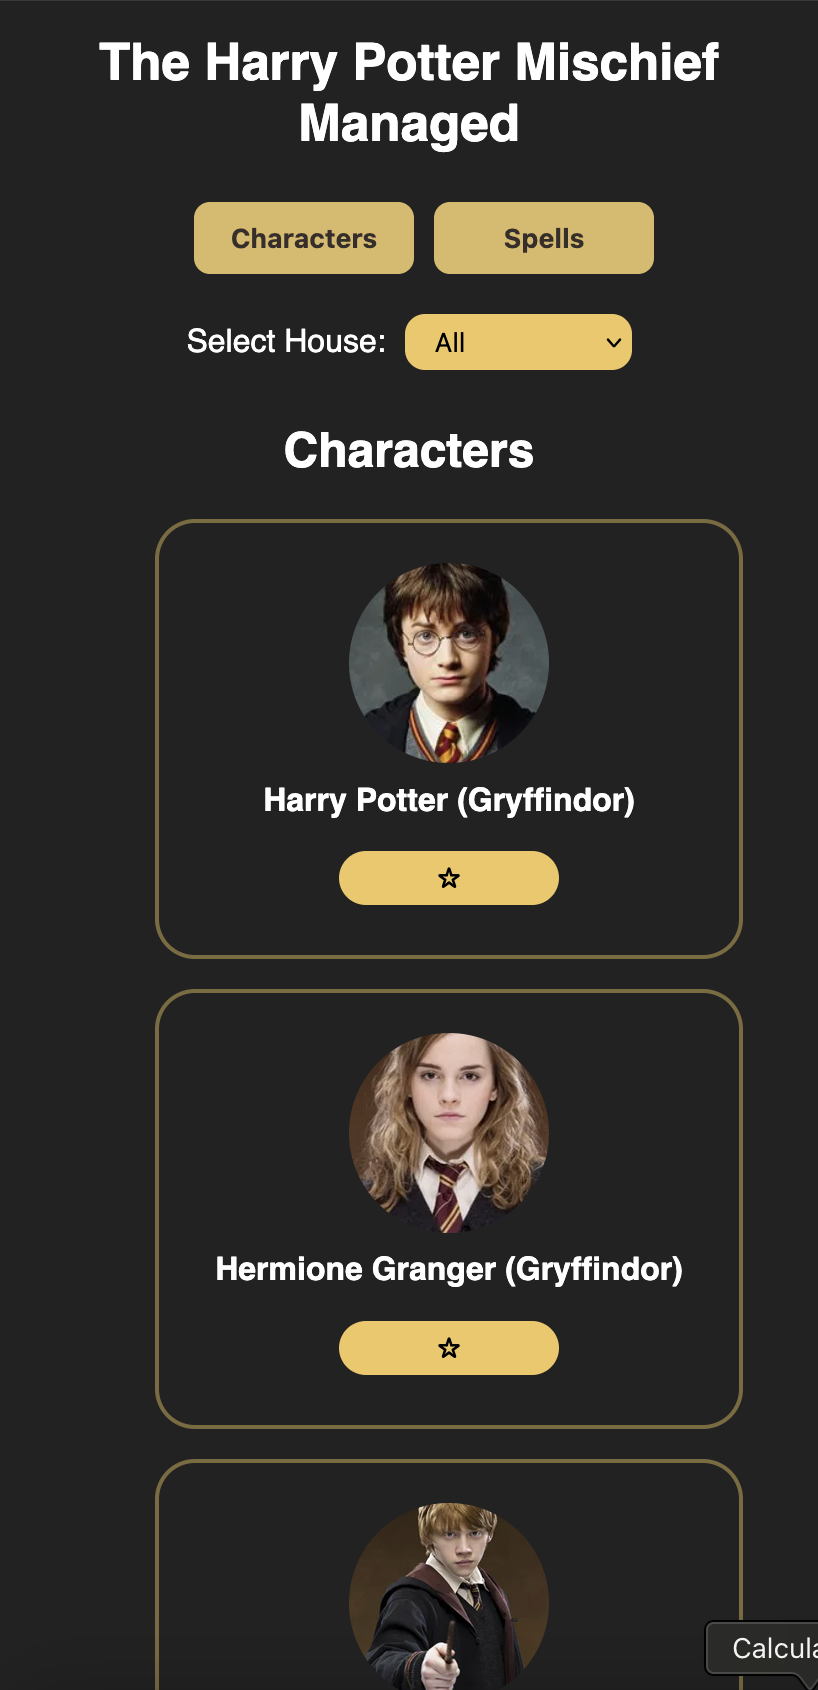 The Harry Potter Mischief
Managed
Characters
Spells
Select House:
All
Characters
Harry Potter (Gryffindor)
☆
Hermione Granger (Gryffindor)
☆
Calcula